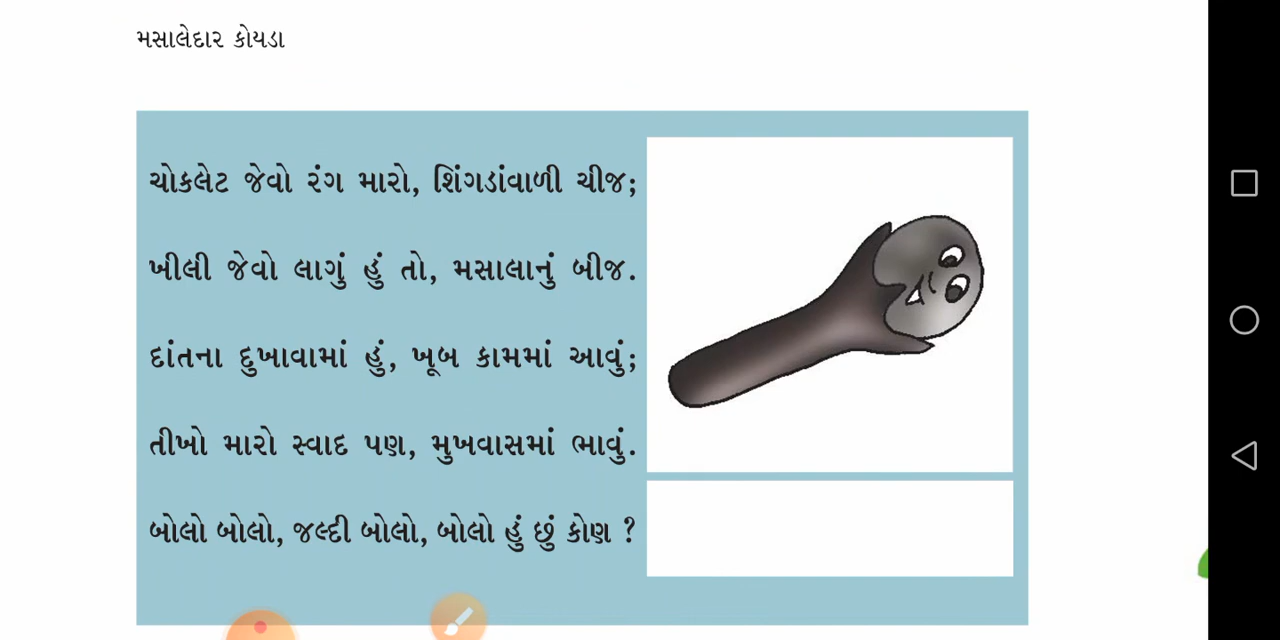 મસાલેદાર કોયડા
ચોકલેટ જેવો રંગ મારો, શિંગડાંવાળી ચીજ;
ખીલી જેવો લાગું હું તો, મસાલાનું બીજ.
દાંતના દુખાવામાં હું, ખૂબ કામમાં આવું;
તીખો મારો સ્વાદ પણ, મુખવાસમાં ભાવું.
બોલો બોલો, જલ્દી બોલો, બોલો હું છું કોણ ?